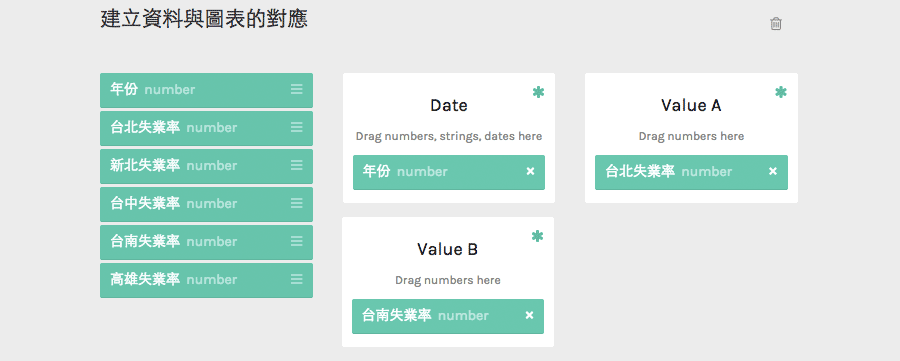 建立資料與圖表的對應
年份 number
台北失業率 number
新北失業率 number
台中失業率 number
台南失業率 number
高雄失業率 number
Date
Drag numbers, strings, dates here
年份 number
Value A
Drag numbers here
台北失業率 number
Value B
Drag numbers here
台南失業率 number